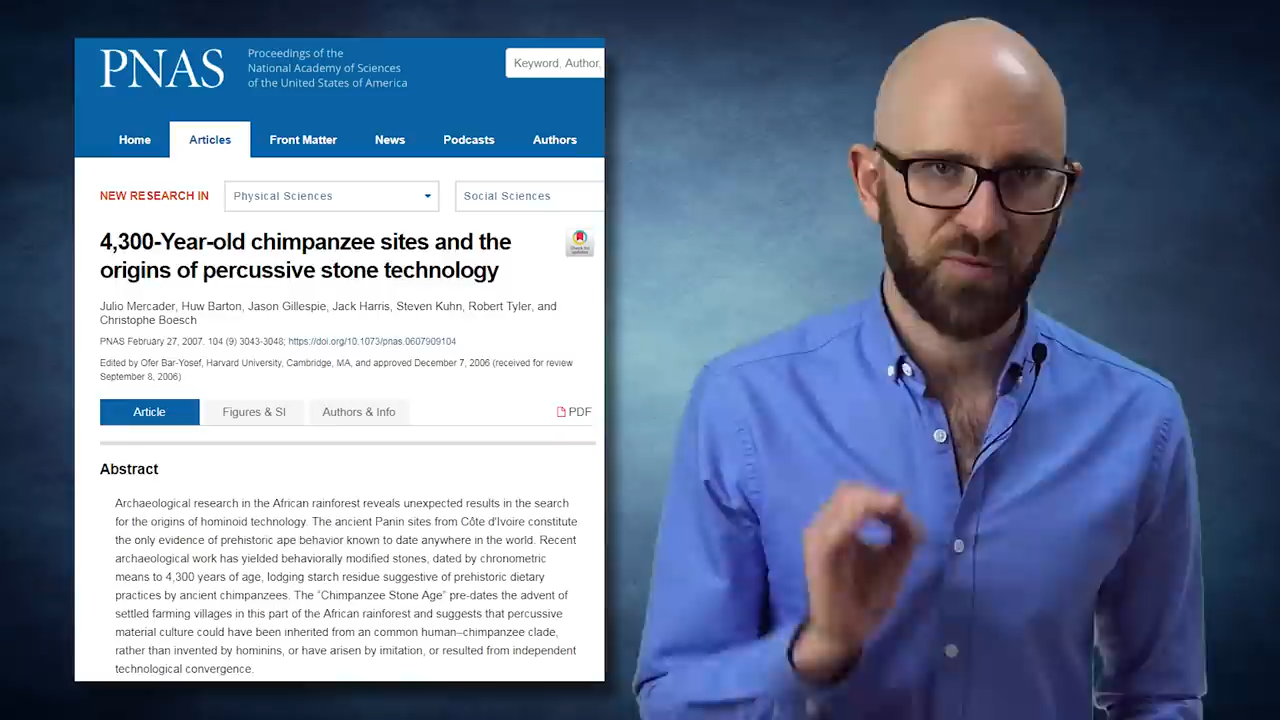 PNAS
Proceedings of the
National Academy of Sciences
of the United States of America
Keyword, Author,
Home Articles Front Matter News Podcasts Authors
NEW RESEARCH IN Physical Sciences Social Sciences
4,300-Year-old chimpanzee sites and the
origins of percussive stone technology
Check for
updates
Julio Mercader, Huw Barton, Jason Gillespie, Jack Harris, Steven Kuhn, Robert Tyler, and
Christophe Boesch
PNAS February 27, 2007. 104 (9) 3043-3048; https://doi.org/10.1073/pnas.0607909104
Edited by Ofer Bar-Yosef, Harvard University, Cambridge, MA, and approved December 7, 2006 (received for review
September 8, 2006)
Article Figures & SI Authors & Info PDF
Abstract
Archaeological research in the African rainforest reveals unexpected results in the search
for the origins of hominoid technology. The ancient Panin sites from Côte d'Ivoire constitute
the only evidence of prehistoric ape behavior known to date anywhere in the world. Recent
archaeological work has yielded behaviorally modified stones, dated by chronometric
means to 4,300 years of age, lodging starch residue suggestive of prehistoric dietary
practices by ancient chimpanzees. The “Chimpanzee Stone Age” pre-dates the advent of
settled farming villages in this part of the African rainforest and suggests that percussive
material culture could have been inherited from an common human–chimpanzee clade,
rather than invented by hominins, or have arisen by imitation, or resulted from independent
technological convergence.